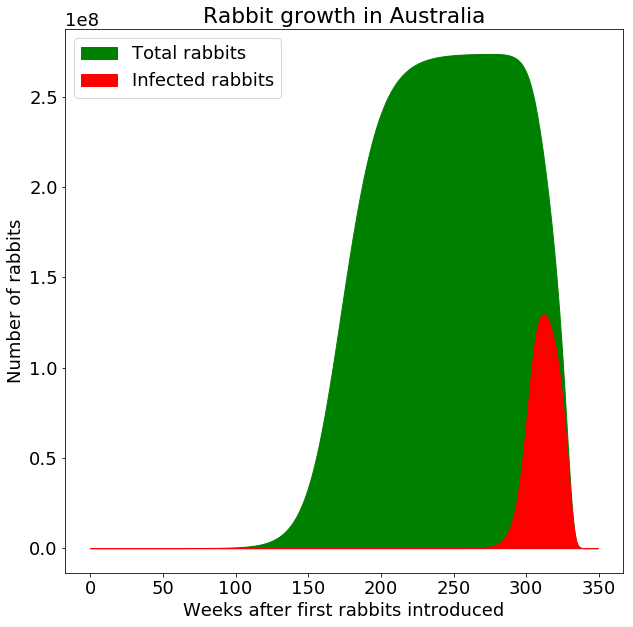 Rabbit growth in Australia
1e8
Total rabbits
Infected rabbits
2.5
2.0
1.5
1.0
0.5
0.0
Number of rabbits
0 50 100 150 200 250 300 350
Weeks after first rabbits introduced